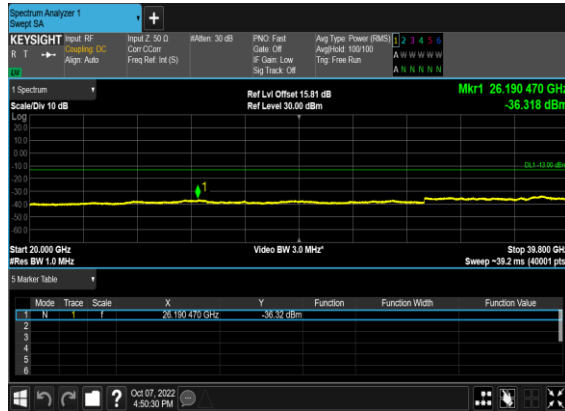 Spectrum Analyzer 1
Swept SA
KEYSIGHT Input: RF Input Z: 50 Ω #Atten: 30 dB PNO: Fast Avg Type: Power (RMS) 1 2 3 4 5 6
R T Coupling: DC Corr CCorr Gate: Off Avg|Hold: 100/100 A W W W W W
Align: Auto Freq Ref: Int (S) IF Gain: Low Trig: Free Run
Sig Track: Off A N N N N N
1 Spectrum
Scale/Div 10 dB
Ref Lvl Offset 15.81 dB
Ref Level 30.00 dBm
Mkr1 26.190 470 GHz
-36.318 dBm
Log
20.0
10.0
0.00
-10.0
DL1 -13.00 dBm
-20.0
-30.0
1
-40.0
-50.0
-60.0
Start 20.000 GHz Video BW 3.0 MHz* Stop 39.800 GHz
#Res BW 1.0 MHz Sweep ~39.2 ms (40001 pts)
5 Marker Table
Mode Trace Scale X Y Function Function Width Function Value
1 N 1 f 26.190 470 GHz -36.32 dBm
2
3
4
5
6
Oct 07, 2022
4:50:30 PM